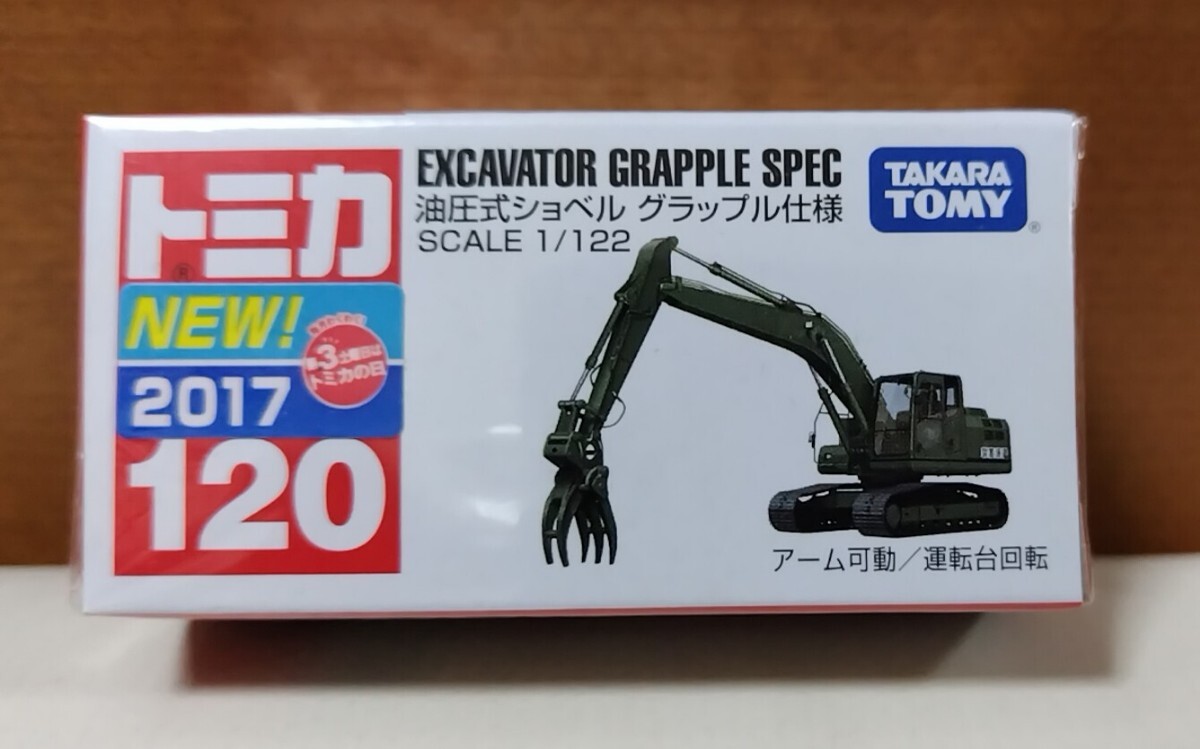 トミカ
®
NEW!
2017
第3土曜日は
トミカの日
120
EXCAVATOR GRAPPLE SPEC
油圧式ショベル グラップル仕様
SCALE 1/122
TAKARA
TOMY
®
アーム可動／運転台回転